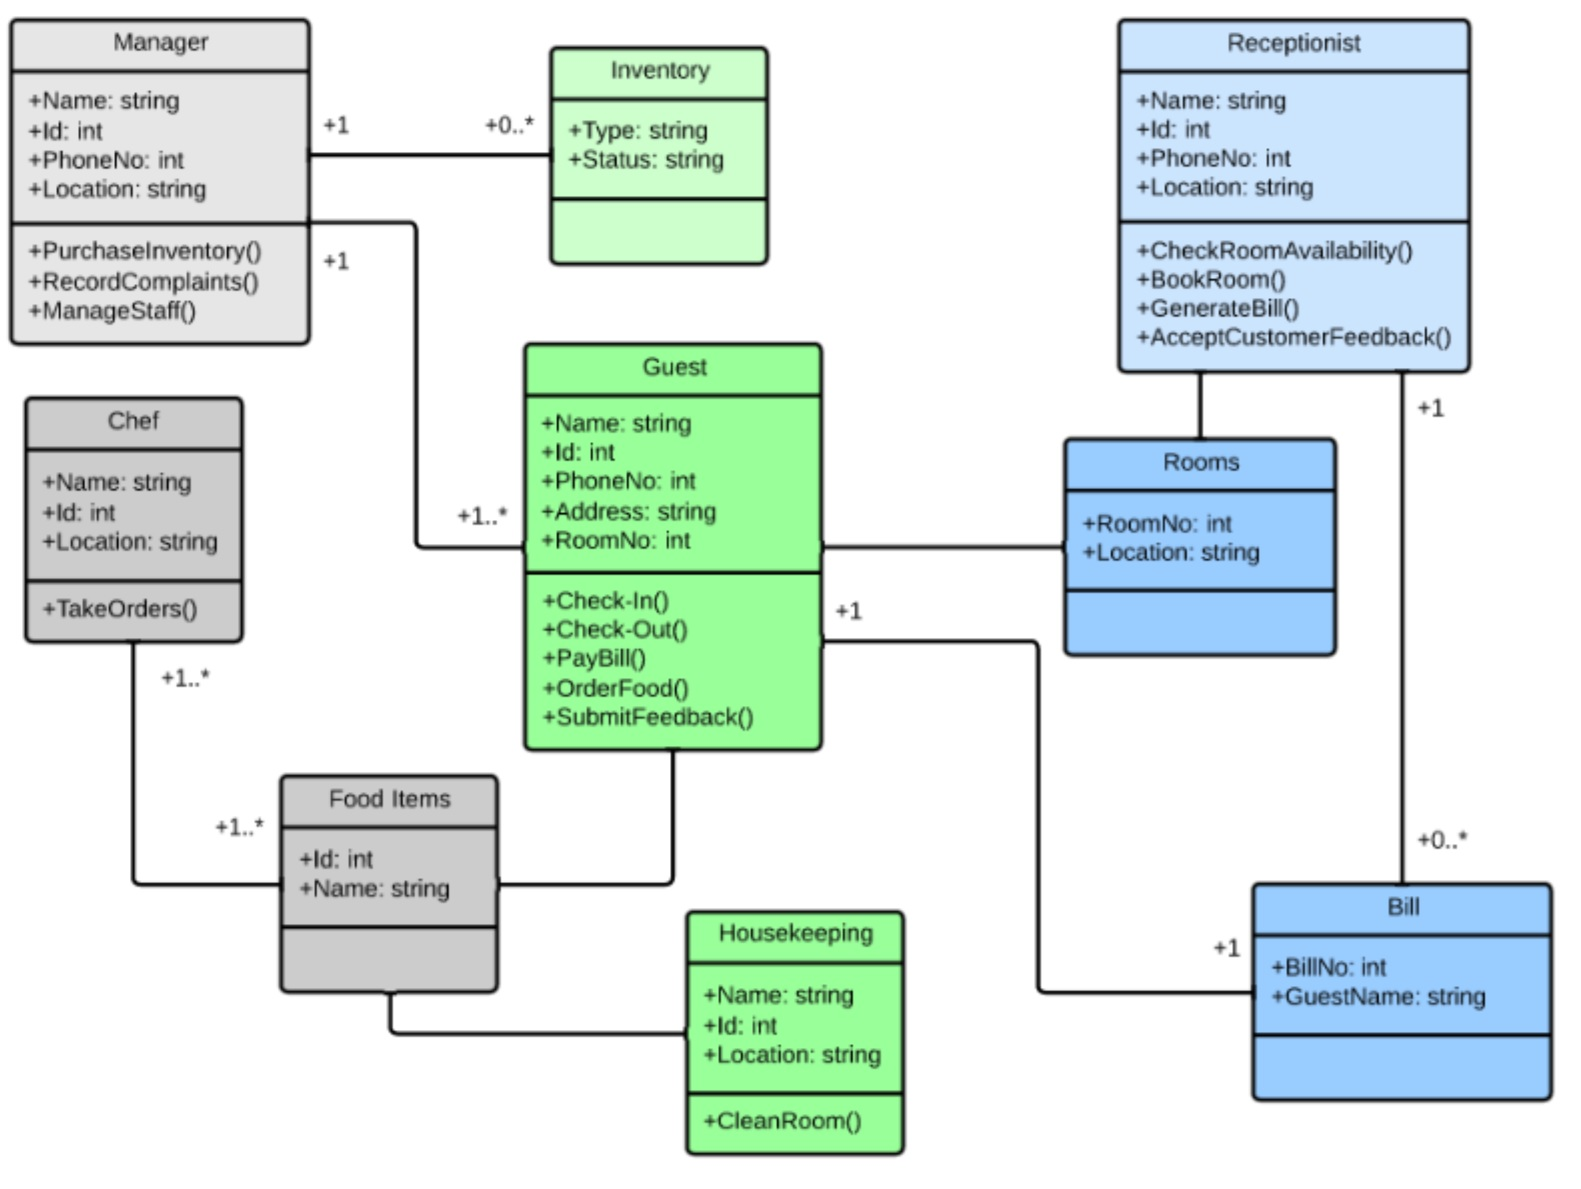 Manager
+Name: string
+Id: int
+PhoneNo: int
+Location: string
+PurchaseInventory()
+RecordComplaints()
+ManageStaff()
+1
+0..*
+1
+1..*
Inventory
+Type: string
+Status: string
Receptionist
+Name: string
+Id: int
+PhoneNo: int
+Location: string
+CheckRoomAvailability()
+BookRoom()
+GenerateBill()
+AcceptCustomerFeedback()
+1
+0..*
Chef
+Name: string
+Id: int
+Location: string
+TakeOrders()
+1..*
+1..*
Guest
+Name: string
+Id: int
+PhoneNo: int
+Address: string
+RoomNo: int
+Check-In()
+Check-Out()
+PayBill()
+OrderFood()
+SubmitFeedback()
+1
+1
Rooms
+RoomNo: int
+Location: string
Food Items
+Id: int
+Name: string
Housekeeping
+Name: string
+Id: int
+Location: string
+CleanRoom()
Bill
+BillNo: int
+GuestName: string